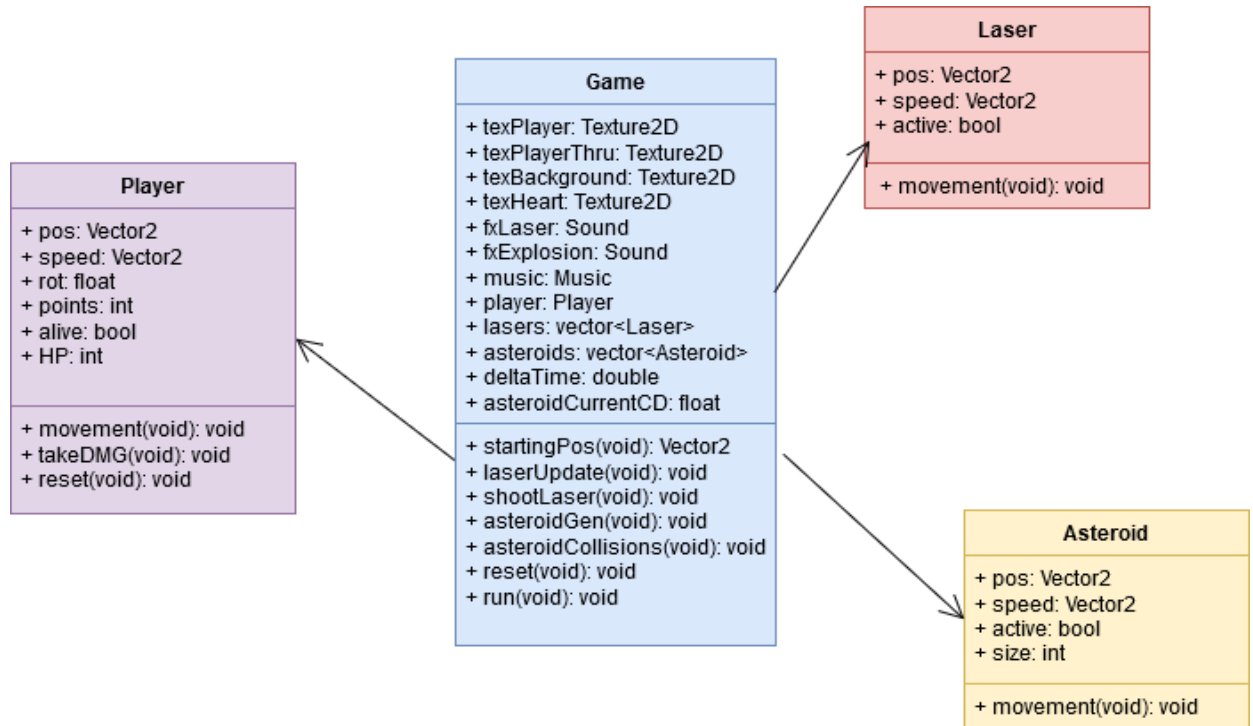 Player
+ pos: Vector2
+ speed: Vector2
+ rot: float
+ points: int
+ alive: bool
+ HP: int
+ movement(void): void
+ takeDMG(void): void
+ reset(void): void
Game
+ texPlayer: Texture2D
+ texPlayerThru: Texture2D
+ texBackground: Texture2D
+ texHeart: Texture2D
+ fxLaser: Sound
+ fxExplosion: Sound
+ music: Music
+ player: Player
+ lasers: vector<Laser>
+ asteroids: vector<Asteroid>
+ deltaTime: double
+ asteroidCurrentCD: float
+ startingPos(void): Vector2
+ laserUpdate(void): void
+ shootLaser(void): void
+ asteroidGen(void): void
+ asteroidCollisions(void): void
+ reset(void): void
+ run(void): void
Laser
+ pos: Vector2
+ speed: Vector2
+ active: bool
+ movement(void): void
Asteroid
+ pos: Vector2
+ speed: Vector2
+ active: bool
+ size: int
+ movement(void): void